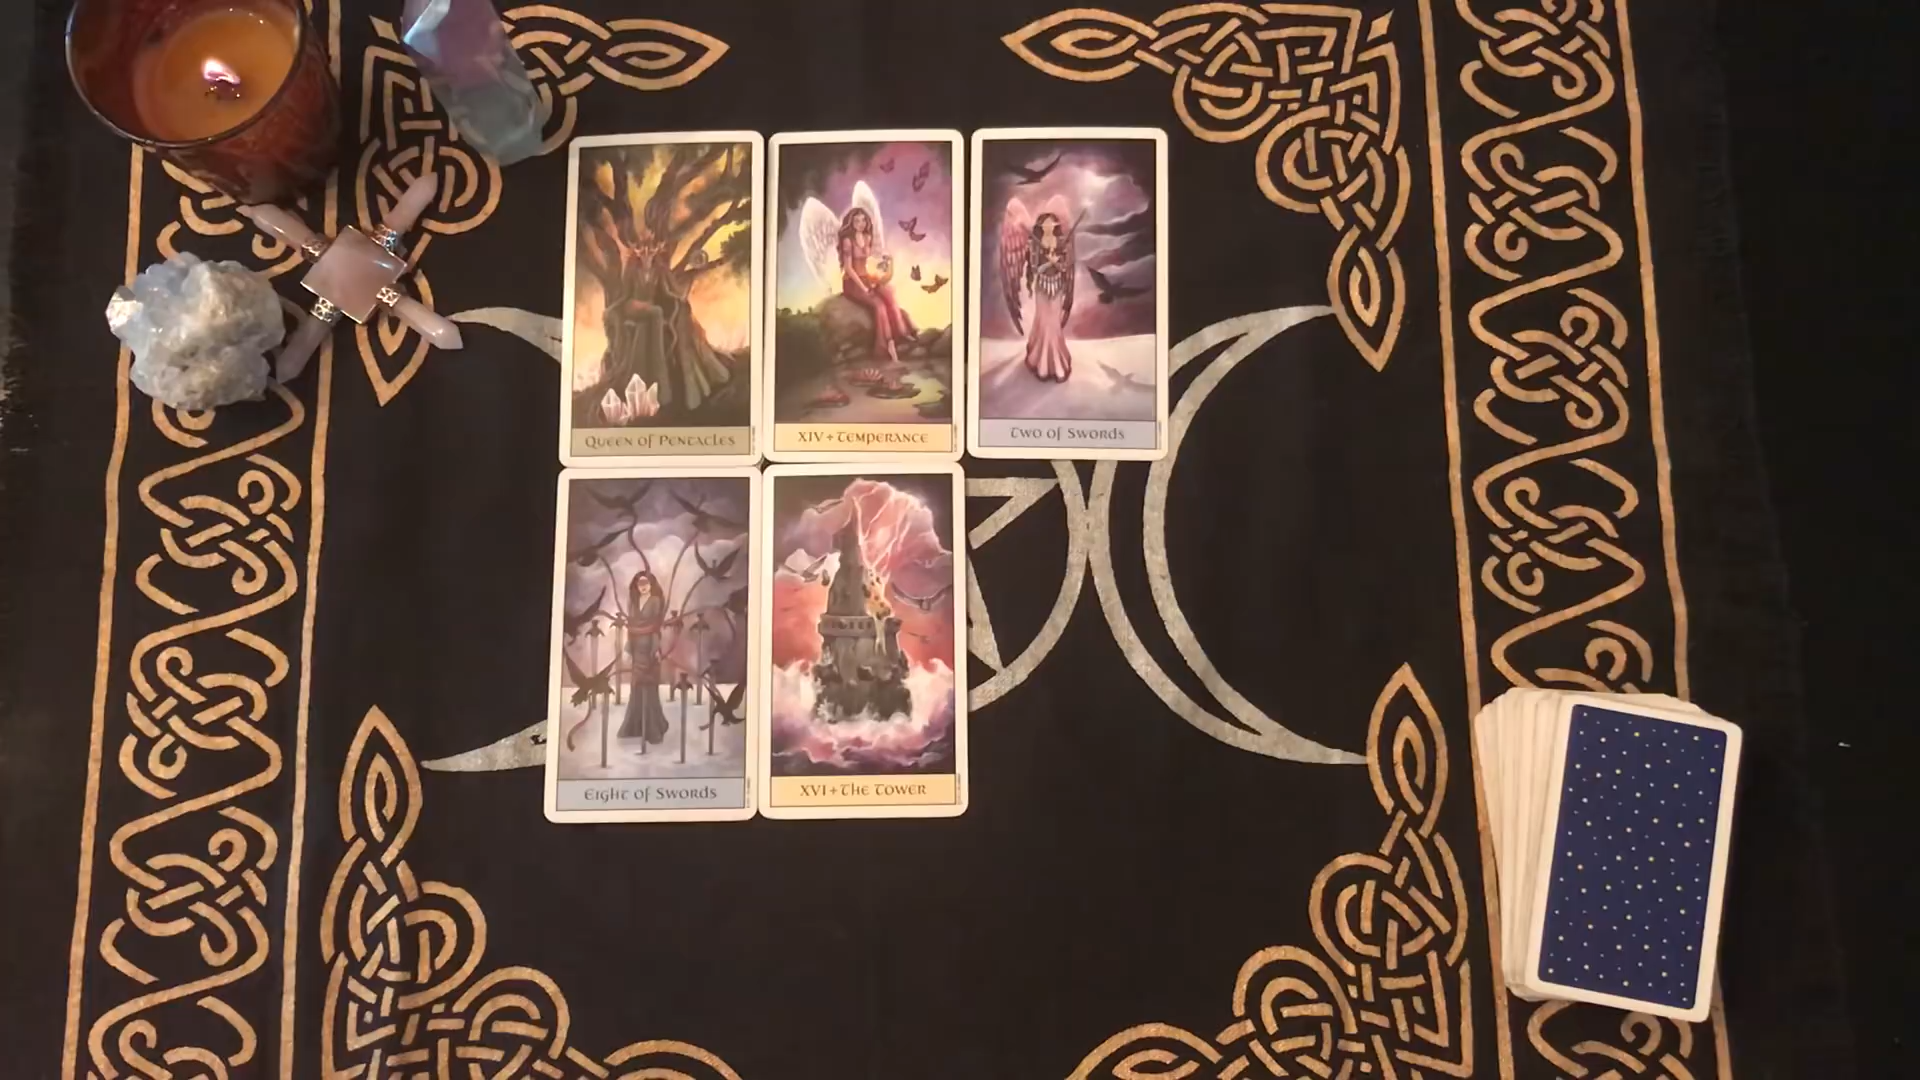 Queen of Pentacles
XIV+Temperance
Two of Swords
Eight of Swords
XVI+The Tower